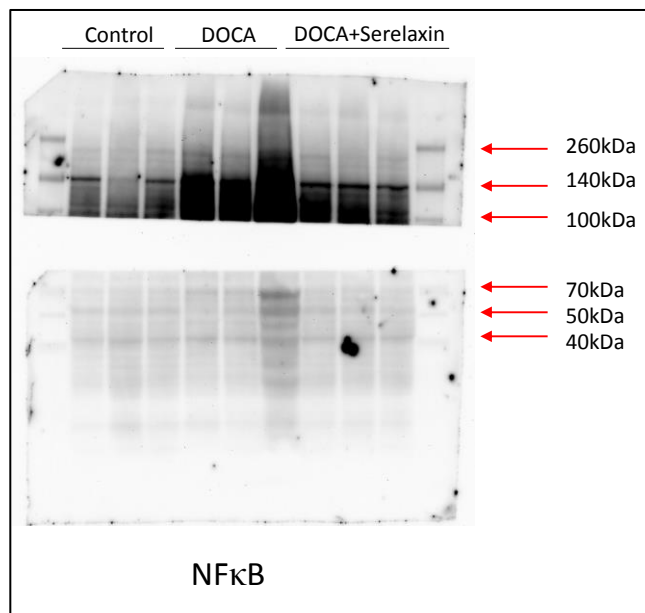 Control DOCA DOCA+Serelaxin
260kDa
140kDa
100kDa
70kDa
50kDa
40kDa
NFκB